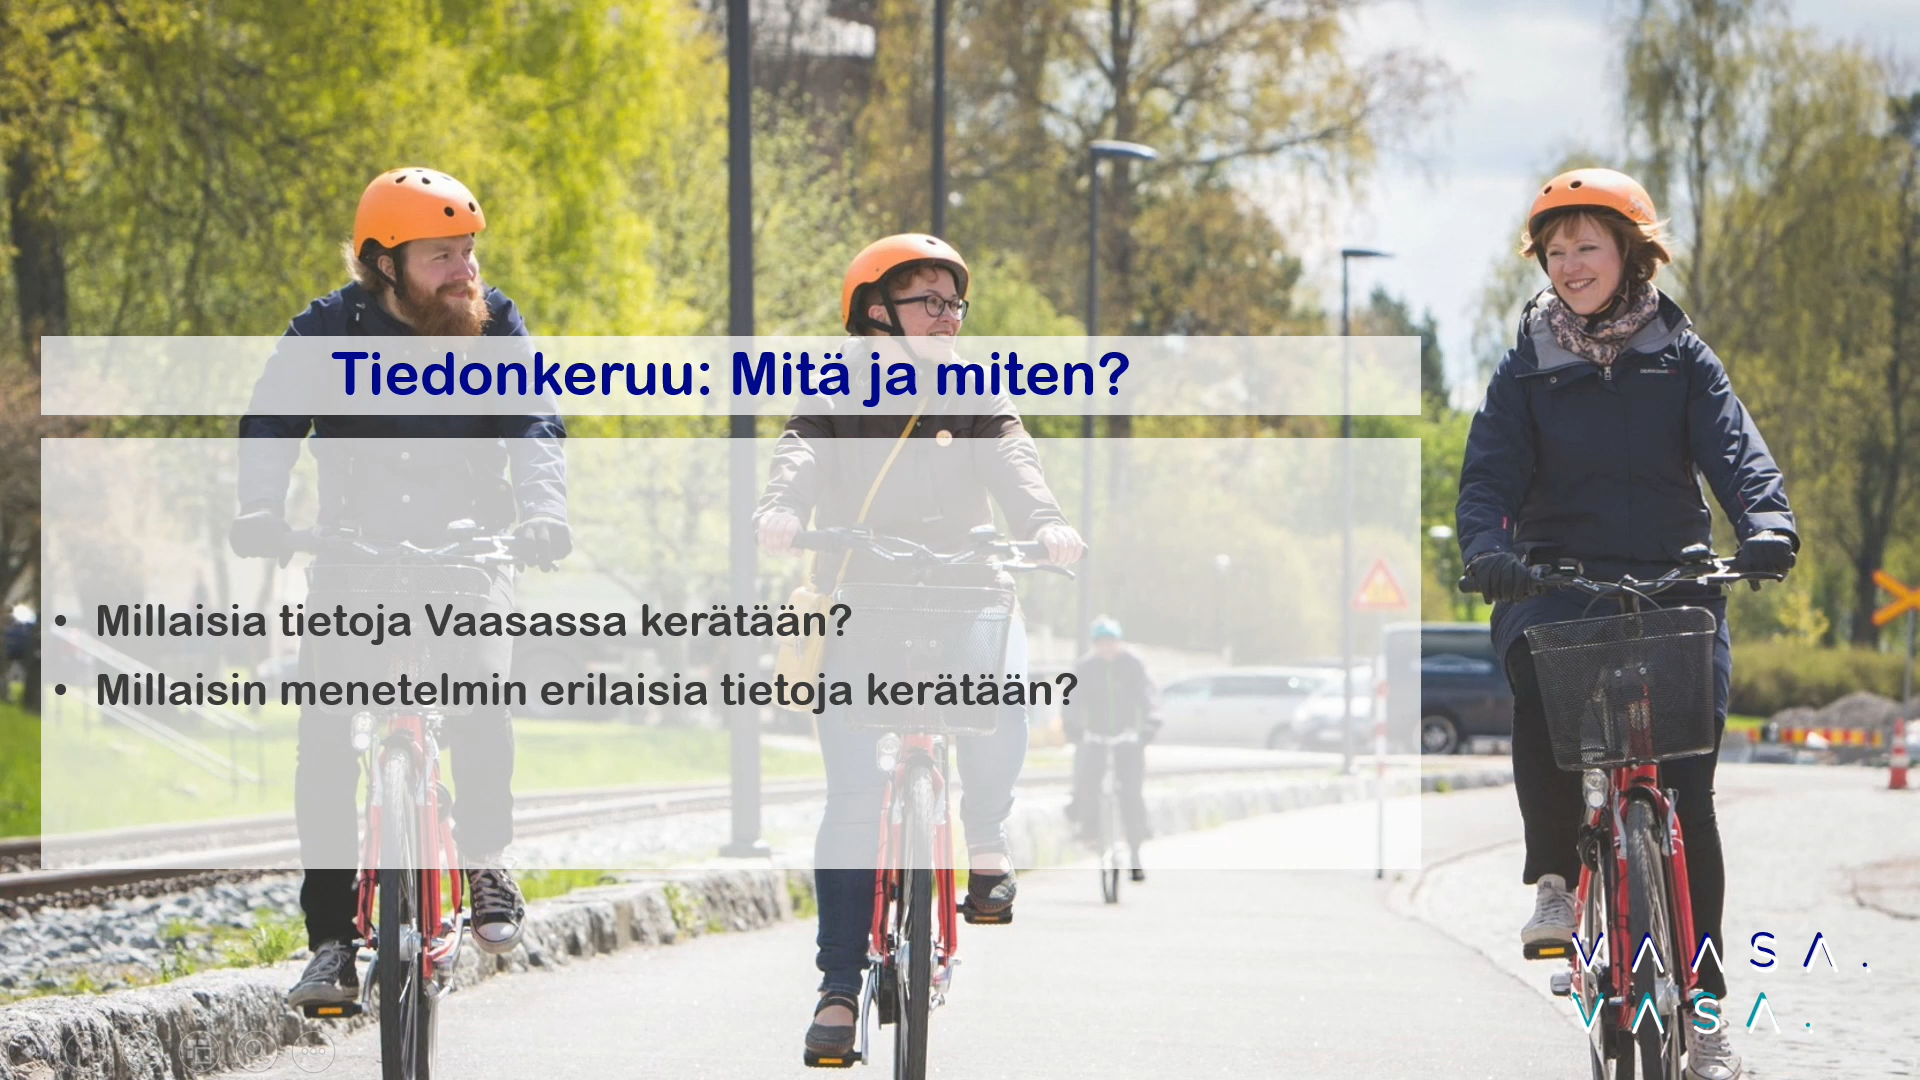 Tiedonkeruu: Mitä ja miten?
• Millaisia tietoja Vaasassa kerätään?
• Millaisin menetelmin erilaisia tietoja kerätään?
VAASA.
VASA.